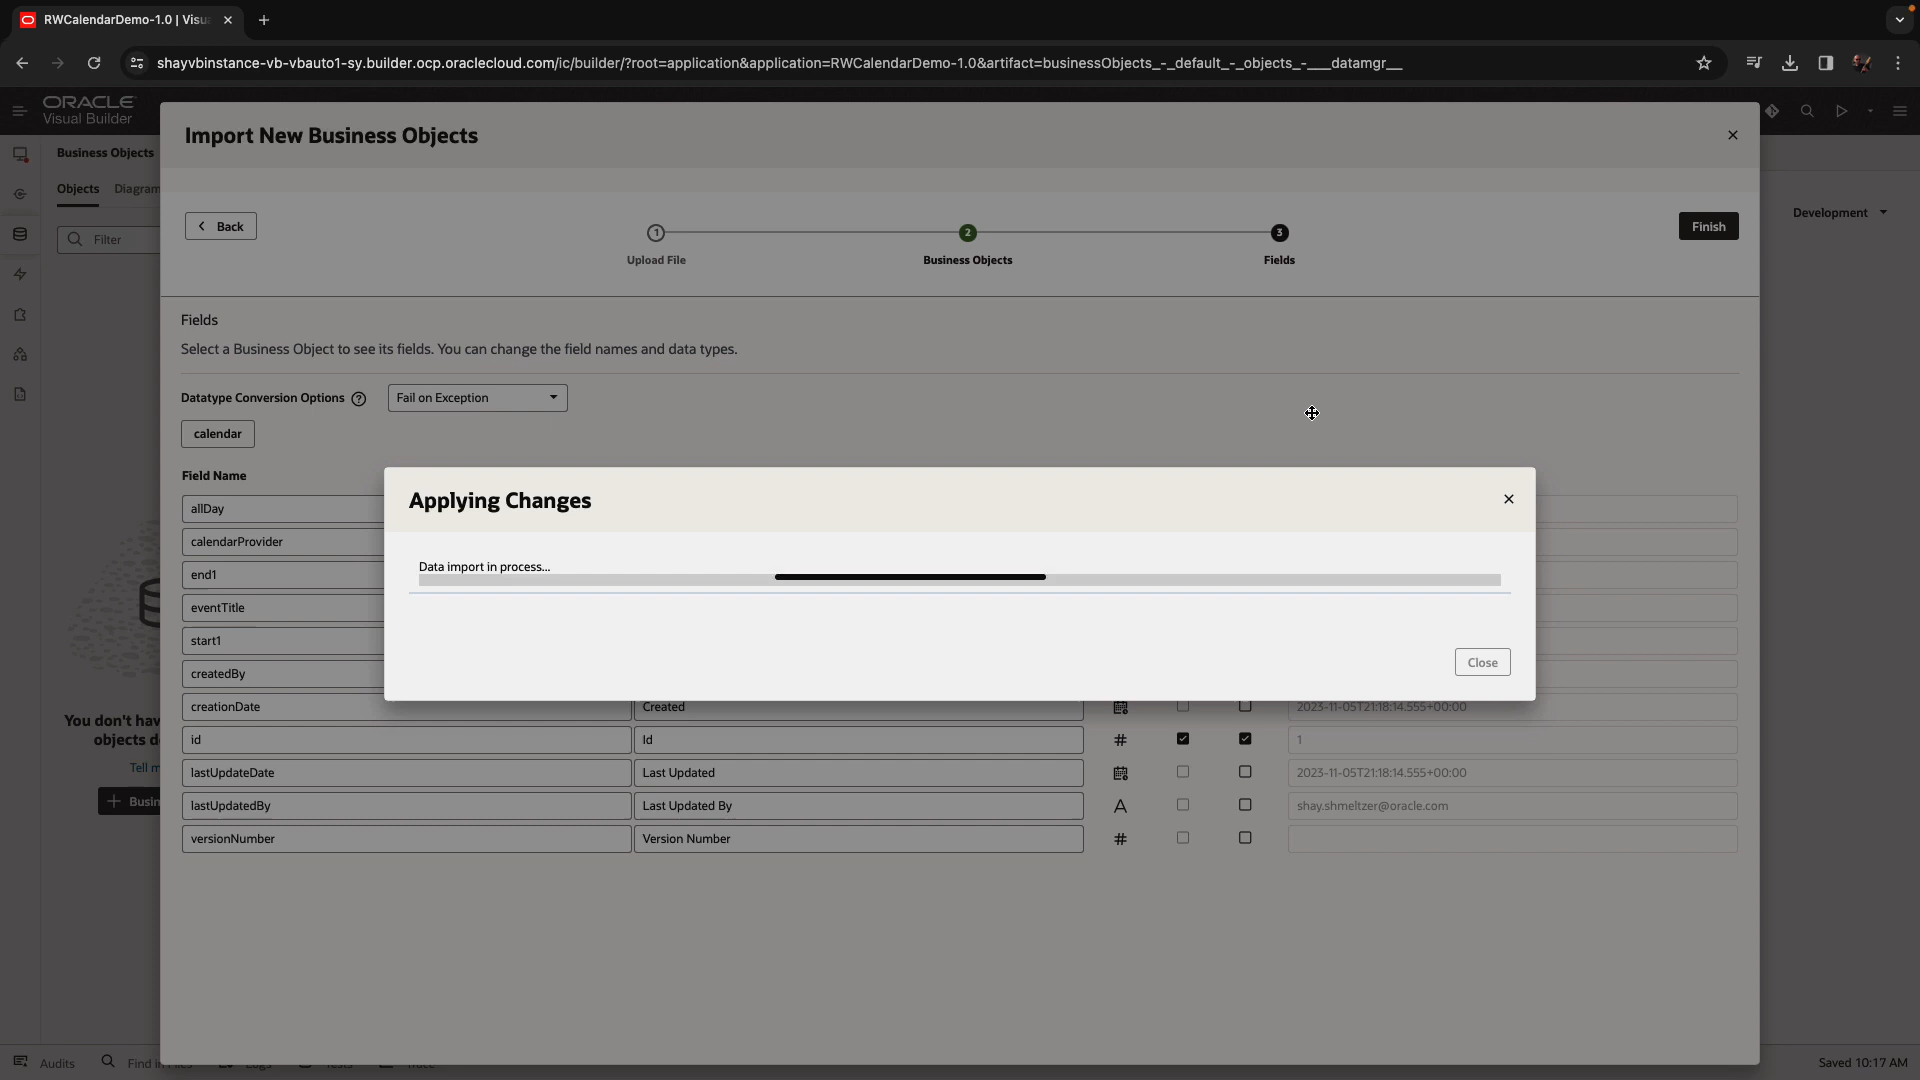 RWCalendarDemo-1.0 | Visu
shayvbinstance-vb-vbauto1-sy.builder.ocp.oraclecloud.com/ic/builder/?root=application&application=RWCalendarDemo-1.0&artifact=businessObjects_-_default_-_objects_-___datamgr___
ORACLE
Visual Builder
Import New Business Objects
Business Objects
Objects
Diagram
Filter
Development
Back
1
2
3
Finish
Upload File
Business Objects
Fields
Fields
Select a Business Object to see its fields. You can change the field names and data types.
Datatype Conversion Options ?
Fail on Exception
calendar
Field Name
allDay
calendarProvider
end1
eventTitle
start1
createdBy
Applying Changes
Data import in process...
Close
creationDate
Created
2023-11-05T21:18:14.555+00:00
id
Id
#
1
lastUpdateDate
Last Updated
2023-11-05T21:18:14.555+00:00
lastUpdatedBy
Last Updated By
A
shay.shmeltzer@oracle.com
versionNumber
Version Number
#
You don't hav
objects d
Tell m
+ Busin
Audits
Find in Files
Logs
Tests
Trace
Saved 10:17 AM